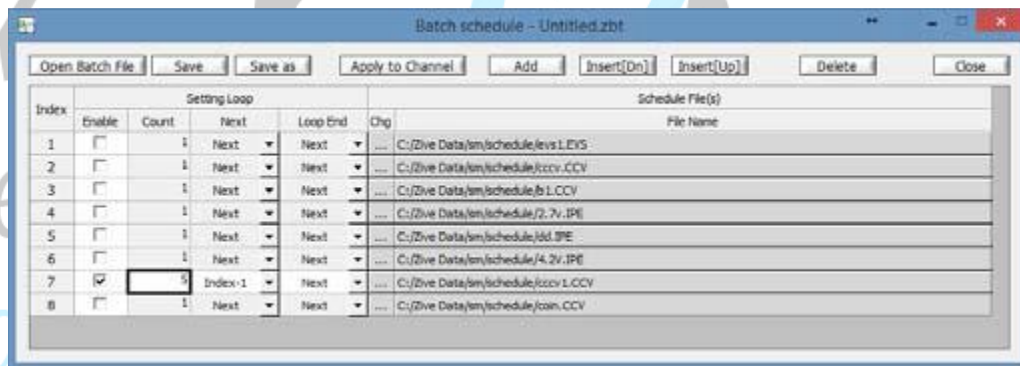 Batch schedule - Untitled.zbt
Open Batch File Save Save as Apply to Channel Add Insert[Dn] Insert[Up] Delete Close
Index Setting Loop Schedule File(s)
Enable Count Next Loop End Chg File Name
1 1 Next Next ... C:/Zive Data/sm/schedule/evs1.EVS
2 1 Next Next ... C:/Zive Data/sm/schedule/cccv.CCV
3 1 Next Next ... C:/Zive Data/sm/schedule/
4 1 Next Next ... C:/Zive Data/sm/schedule/2.7v.IPE
5 1 Next Next ... C:/Zive Data/sm/schedule/dd.IPE
6 1 Next Next ... C:/Zive Data/sm/schedule/4.2V.IPE
7 5 Index-1 Next ... C:/Zive Data/sm/schedule/cccv1.CCV
8 1 Next Next ... C:/Zive Data/sm/schedule/coin.CCV